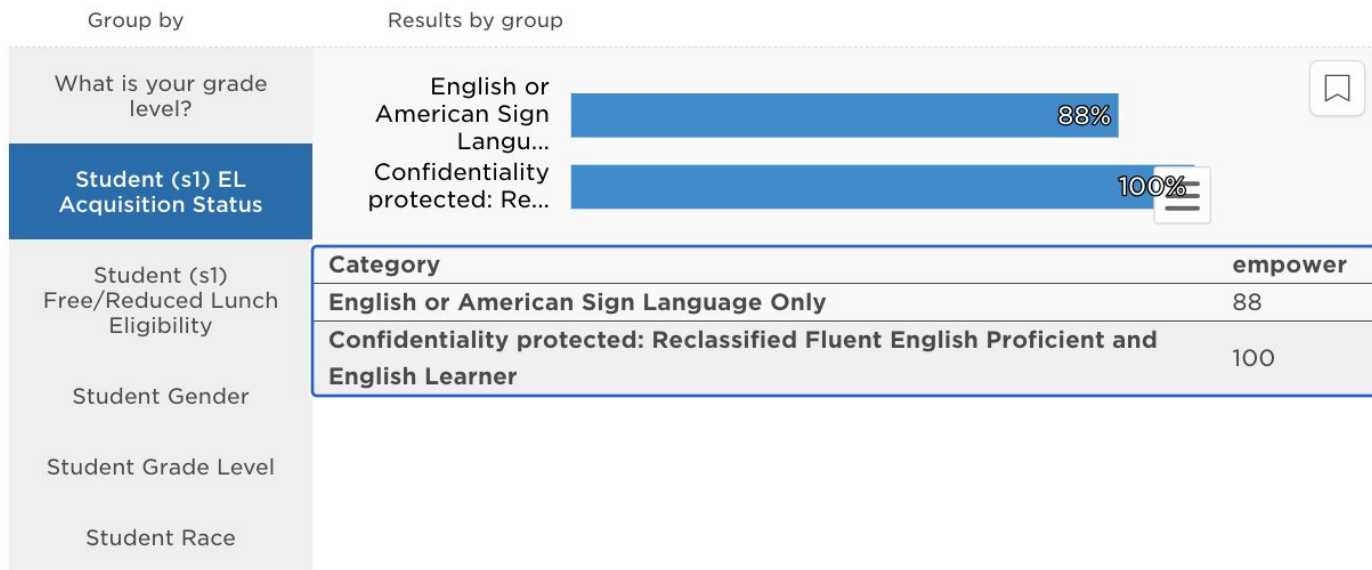 Group by
Results by group
What is your grade
level?
Student (s1) EL
Acquisition Status
Student (s1)
Free/Reduced Lunch
Eligibility
Student Gender
Student Grade Level
Student Race
English or
American Sign
Langu...
88%
Confidentiality
protected: Re...
100%
Category empower
English or American Sign Language Only 88
Confidentiality protected: Reclassified Fluent English Proficient and
English Learner 100